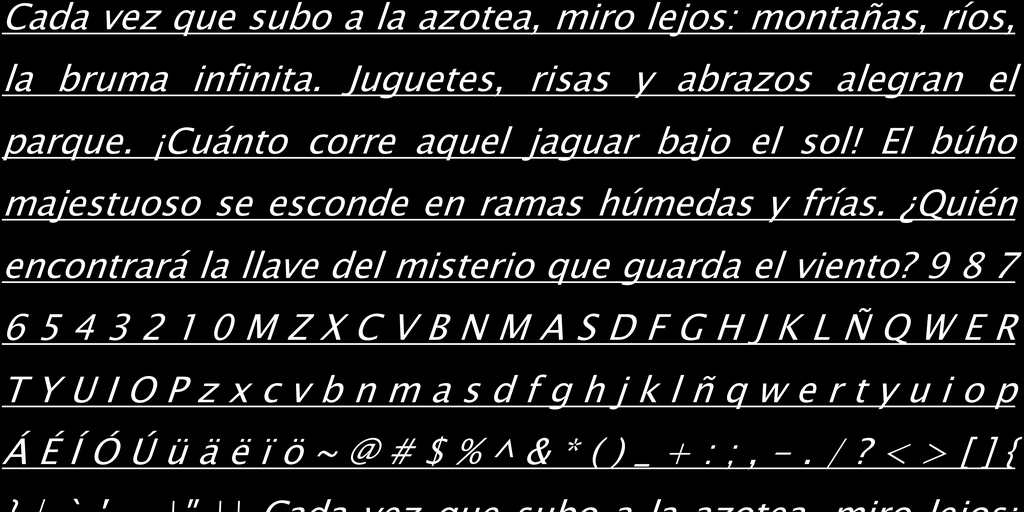 Cada vez que subo a la azotea, miro lejos: montañas, ríos,
la bruma infinita. Juguetes, risas y abrazos alegran el
parque. ¡Cuánto corre aquel jaguar bajo el sol! El búho
majestuoso se esconde en ramas húmedas y frías. ¿Quién
encontrará la llave del misterio que guarda el viento? 9 8 7
6 5 4 3 2 1 0 M Z X C V B N M A S D F G H J K L Ñ Q W E R
T Y U I O P z x c v b n m a s d f g h j k l ñ q w e r t y u i o p
Á É Í Ó Ú ü ä ë ï ö ~ @ # $ % ^ & * ( ) _ + : ; , - . / ? < > [ ] {
Cada vez que subo a la azotea, miro lejos: